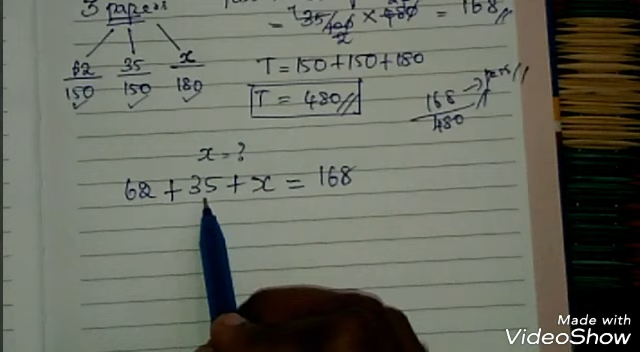 3 papers
= 35/100 × 480 = 168//
62/150 35/150 x/180
T = 150+150+180
T = 480//
168/480
x = ?
62 + 35 + x = 168
Made with
VideoShow